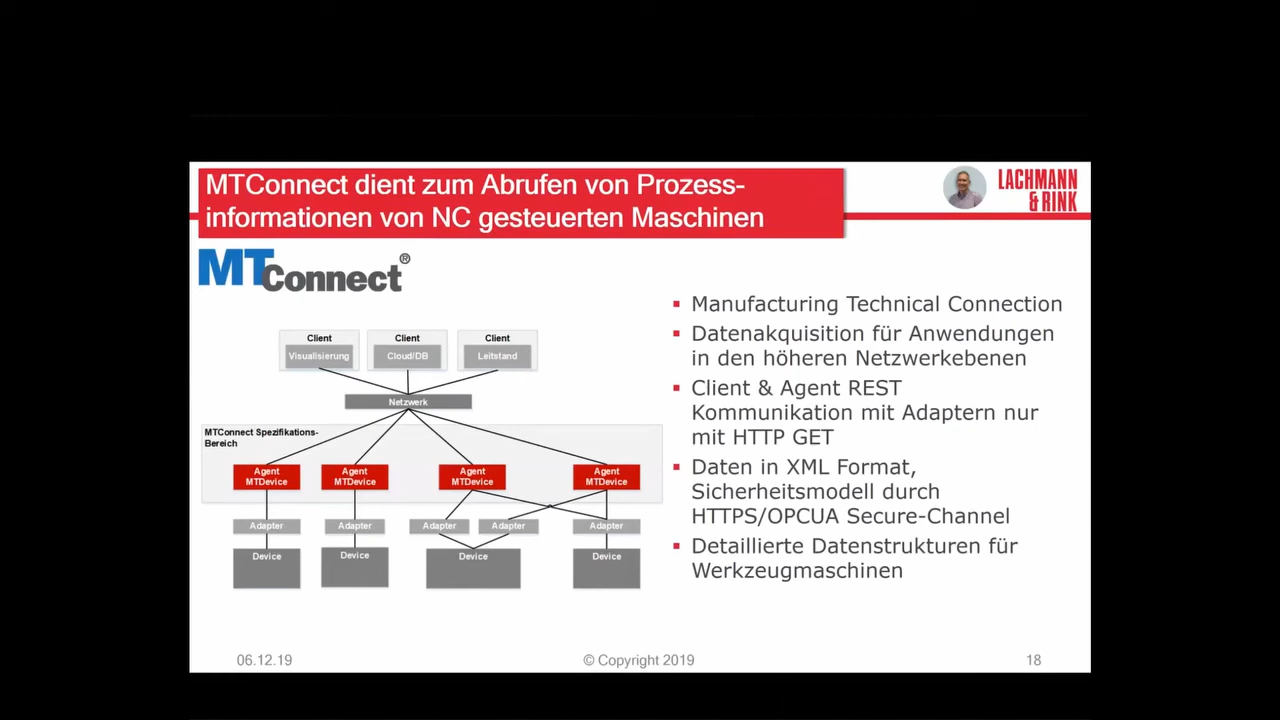 MTConnect dient zum Abrufen von Prozess-
informationen von NC gesteuerten Maschinen
LACHMANN
& RINK
MTConnect®
Client
Visualisierung
Client
Cloud/DB
Client
Leitstand
Netzwerk
MTConnect Spezifikations-
Bereich
Agent
MTDevice
Agent
MTDevice
Agent
MTDevice
Agent
MTDevice
Adapter
Adapter
Adapter
Adapter
Adapter
Device
Device
Device
Device
▪ Manufacturing Technical Connection
▪ Datenakquisition für Anwendungen
in den höheren Netzwerkebenen
▪ Client & Agent REST
Kommunikation mit Adaptern nur
mit HTTP GET
▪ Daten in XML Format,
Sicherheitsmodell durch
HTTPS/OPCUA Secure-Channel
▪ Detaillierte Datenstrukturen für
Werkzeugmaschinen
06.12.19
© Copyright 2019
18